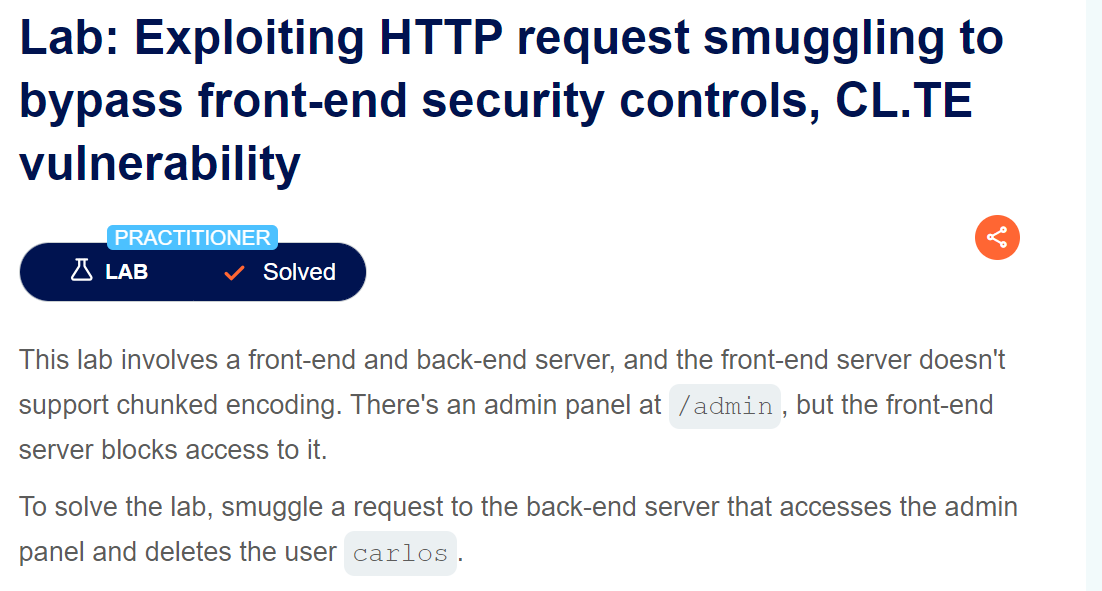 Lab: Exploiting HTTP request smuggling to
bypass front-end security controls, CL.TE
vulnerability
PRACTITIONER
LAB Solved
This lab involves a front-end and back-end server, and the front-end server doesn't
support chunked encoding. There's an admin panel at /admin, but the front-end
server blocks access to it.
To solve the lab, smuggle a request to the back-end server that accesses the admin
panel and deletes the user carlos.